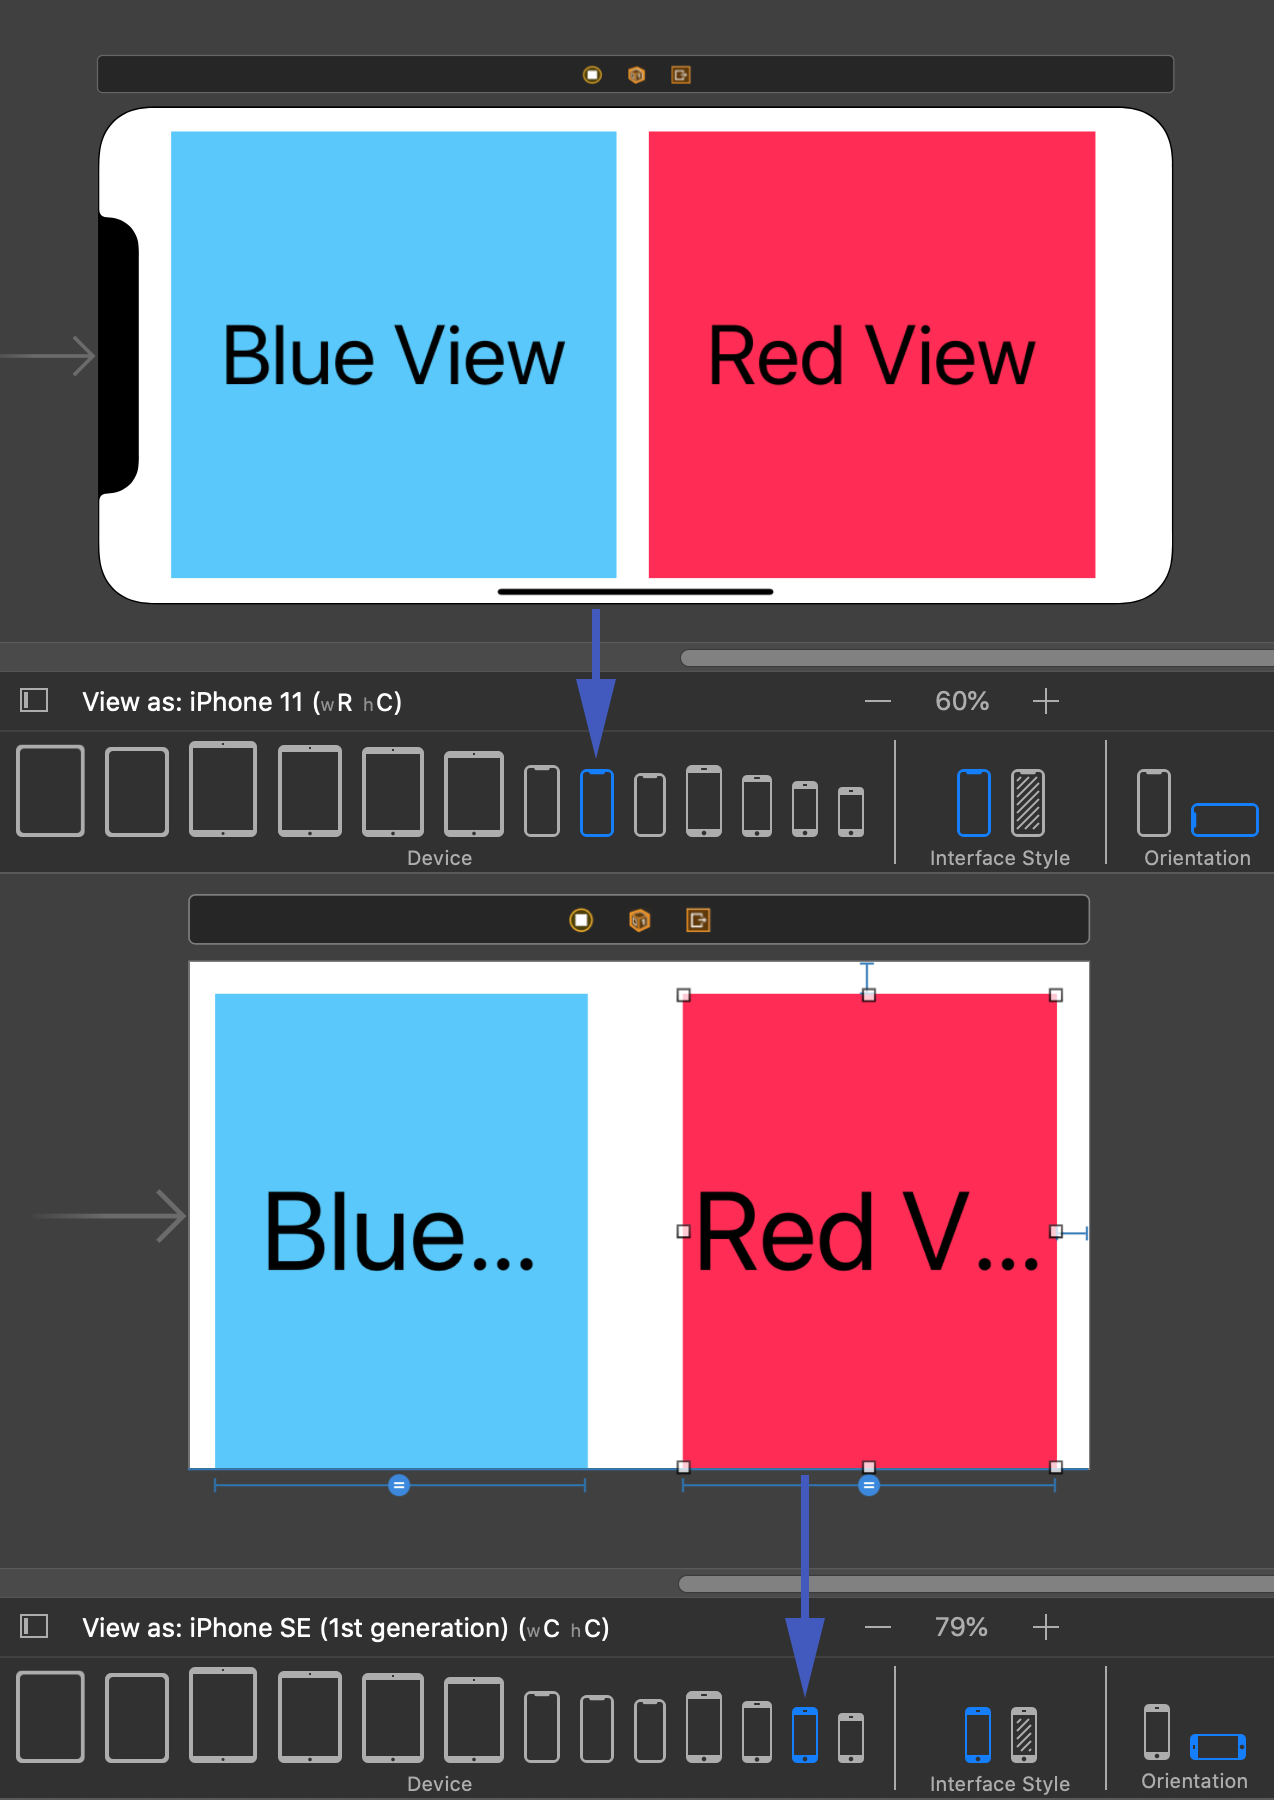 Blue View
Red View
View as: iPhone 11 (wR hC)
60%
Device
Interface Style
Orientation
Blue...
Red V...
View as: iPhone SE (1st generation) (wC hC)
79%
Device
Interface Style
Orientation